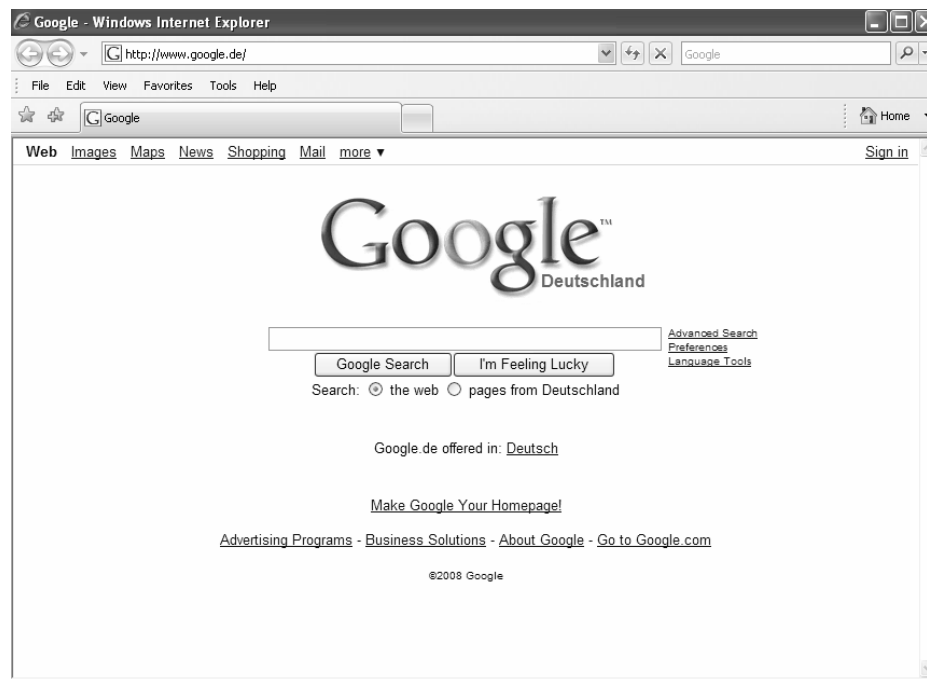 Google - Windows Internet Explorer
http://www.google.de/ Google
File Edit View Favorites Tools Help
Google Home
Web Images Maps News Shopping Mail more ▼ Sign in
Google™
Deutschland
Advanced Search
Preferences
Language Tools
Google Search I'm Feeling Lucky
Search: the web pages from Deutschland
Google.de offered in: Deutsch
Make Google Your Homepage!
Advertising Programs - Business Solutions - About Google - Go to Google.com
©2008 Google